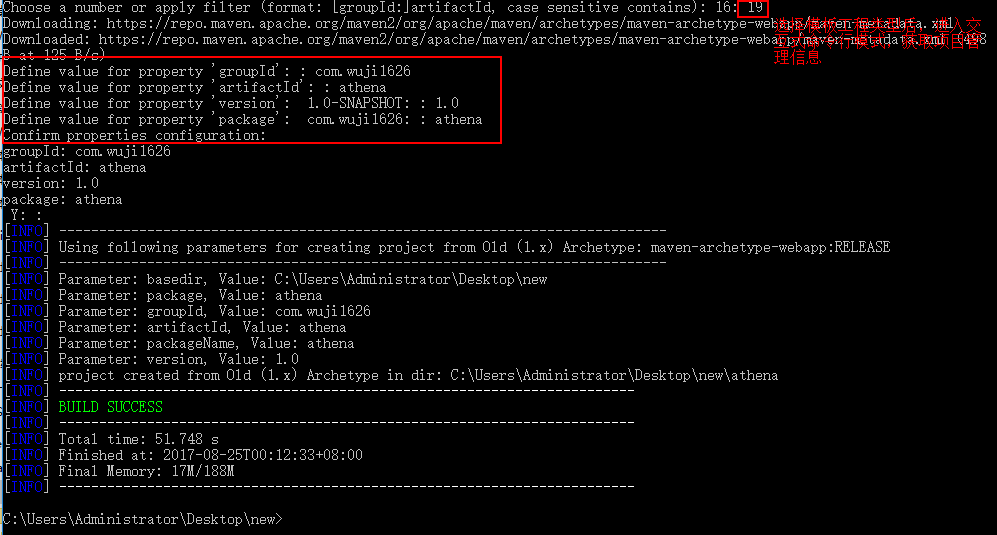 Choose a number or apply filter (format: [groupId:]artifactId, case sensitive contains): 16: 19
Downloading: https://repo.maven.apache.org/maven2/org/apache/maven/archetypes/maven-archetype-webapp/maven-metadata.xml
Downloaded: https://repo.maven.apache.org/maven2/org/apache/maven/archetypes/maven-archetype-webapp/maven-metadata.xml
B at 125 B/s)
理信息
Define value for property 'groupId': : com.wuji1626
Define value for property 'artifactId': : athena
Define value for property 'version':  1.0-SNAPSHOT: : 1.0
Define value for property 'package':  com.wuji1626: : athena
Confirm properties configuration:
groupId: com.wuji1626
artifactId: athena
version: 1.0
package: athena
 Y: :
[INFO] ----------------------------------------------------------------------------
[INFO] Using following parameters for creating project from Old (1.x) Archetype: maven-archetype-webapp:RELEASE
[INFO] ----------------------------------------------------------------------------
[INFO] Parameter: basedir, Value: C:\Users\Administrator\Desktop\new
[INFO] Parameter: package, Value: athena
[INFO] Parameter: groupId, Value: com.wuji1626
[INFO] Parameter: artifactId, Value: athena
[INFO] Parameter: packageName, Value: athena
[INFO] Parameter: version, Value: 1.0
[INFO] project created from Old (1.x) Archetype in dir: C:\Users\Administrator\Desktop\new\athena
[INFO] ------------------------------------------------------------------------
[INFO] BUILD SUCCESS
[INFO] ------------------------------------------------------------------------
[INFO] Total time: 51.748 s
[INFO] Finished at: 2017-08-25T00:12:33+08:00
[INFO] Final Memory: 17M/188M
[INFO] ------------------------------------------------------------------------
C:\Users\Administrator\Desktop\new>